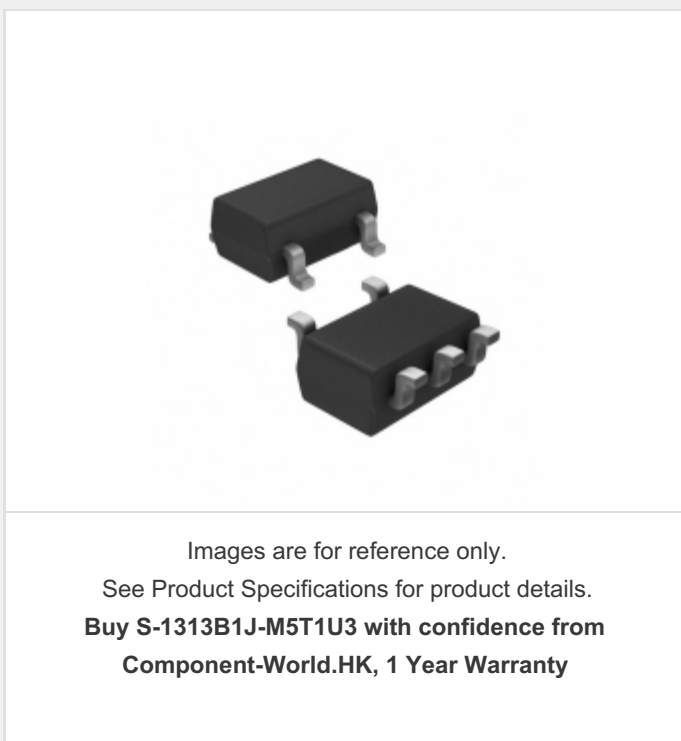 Images are for reference only.
See Product Specifications for product details.
Buy S-1313B1J-M5T1U3 with confidence from
Component-World.HK, 1 Year Warranty